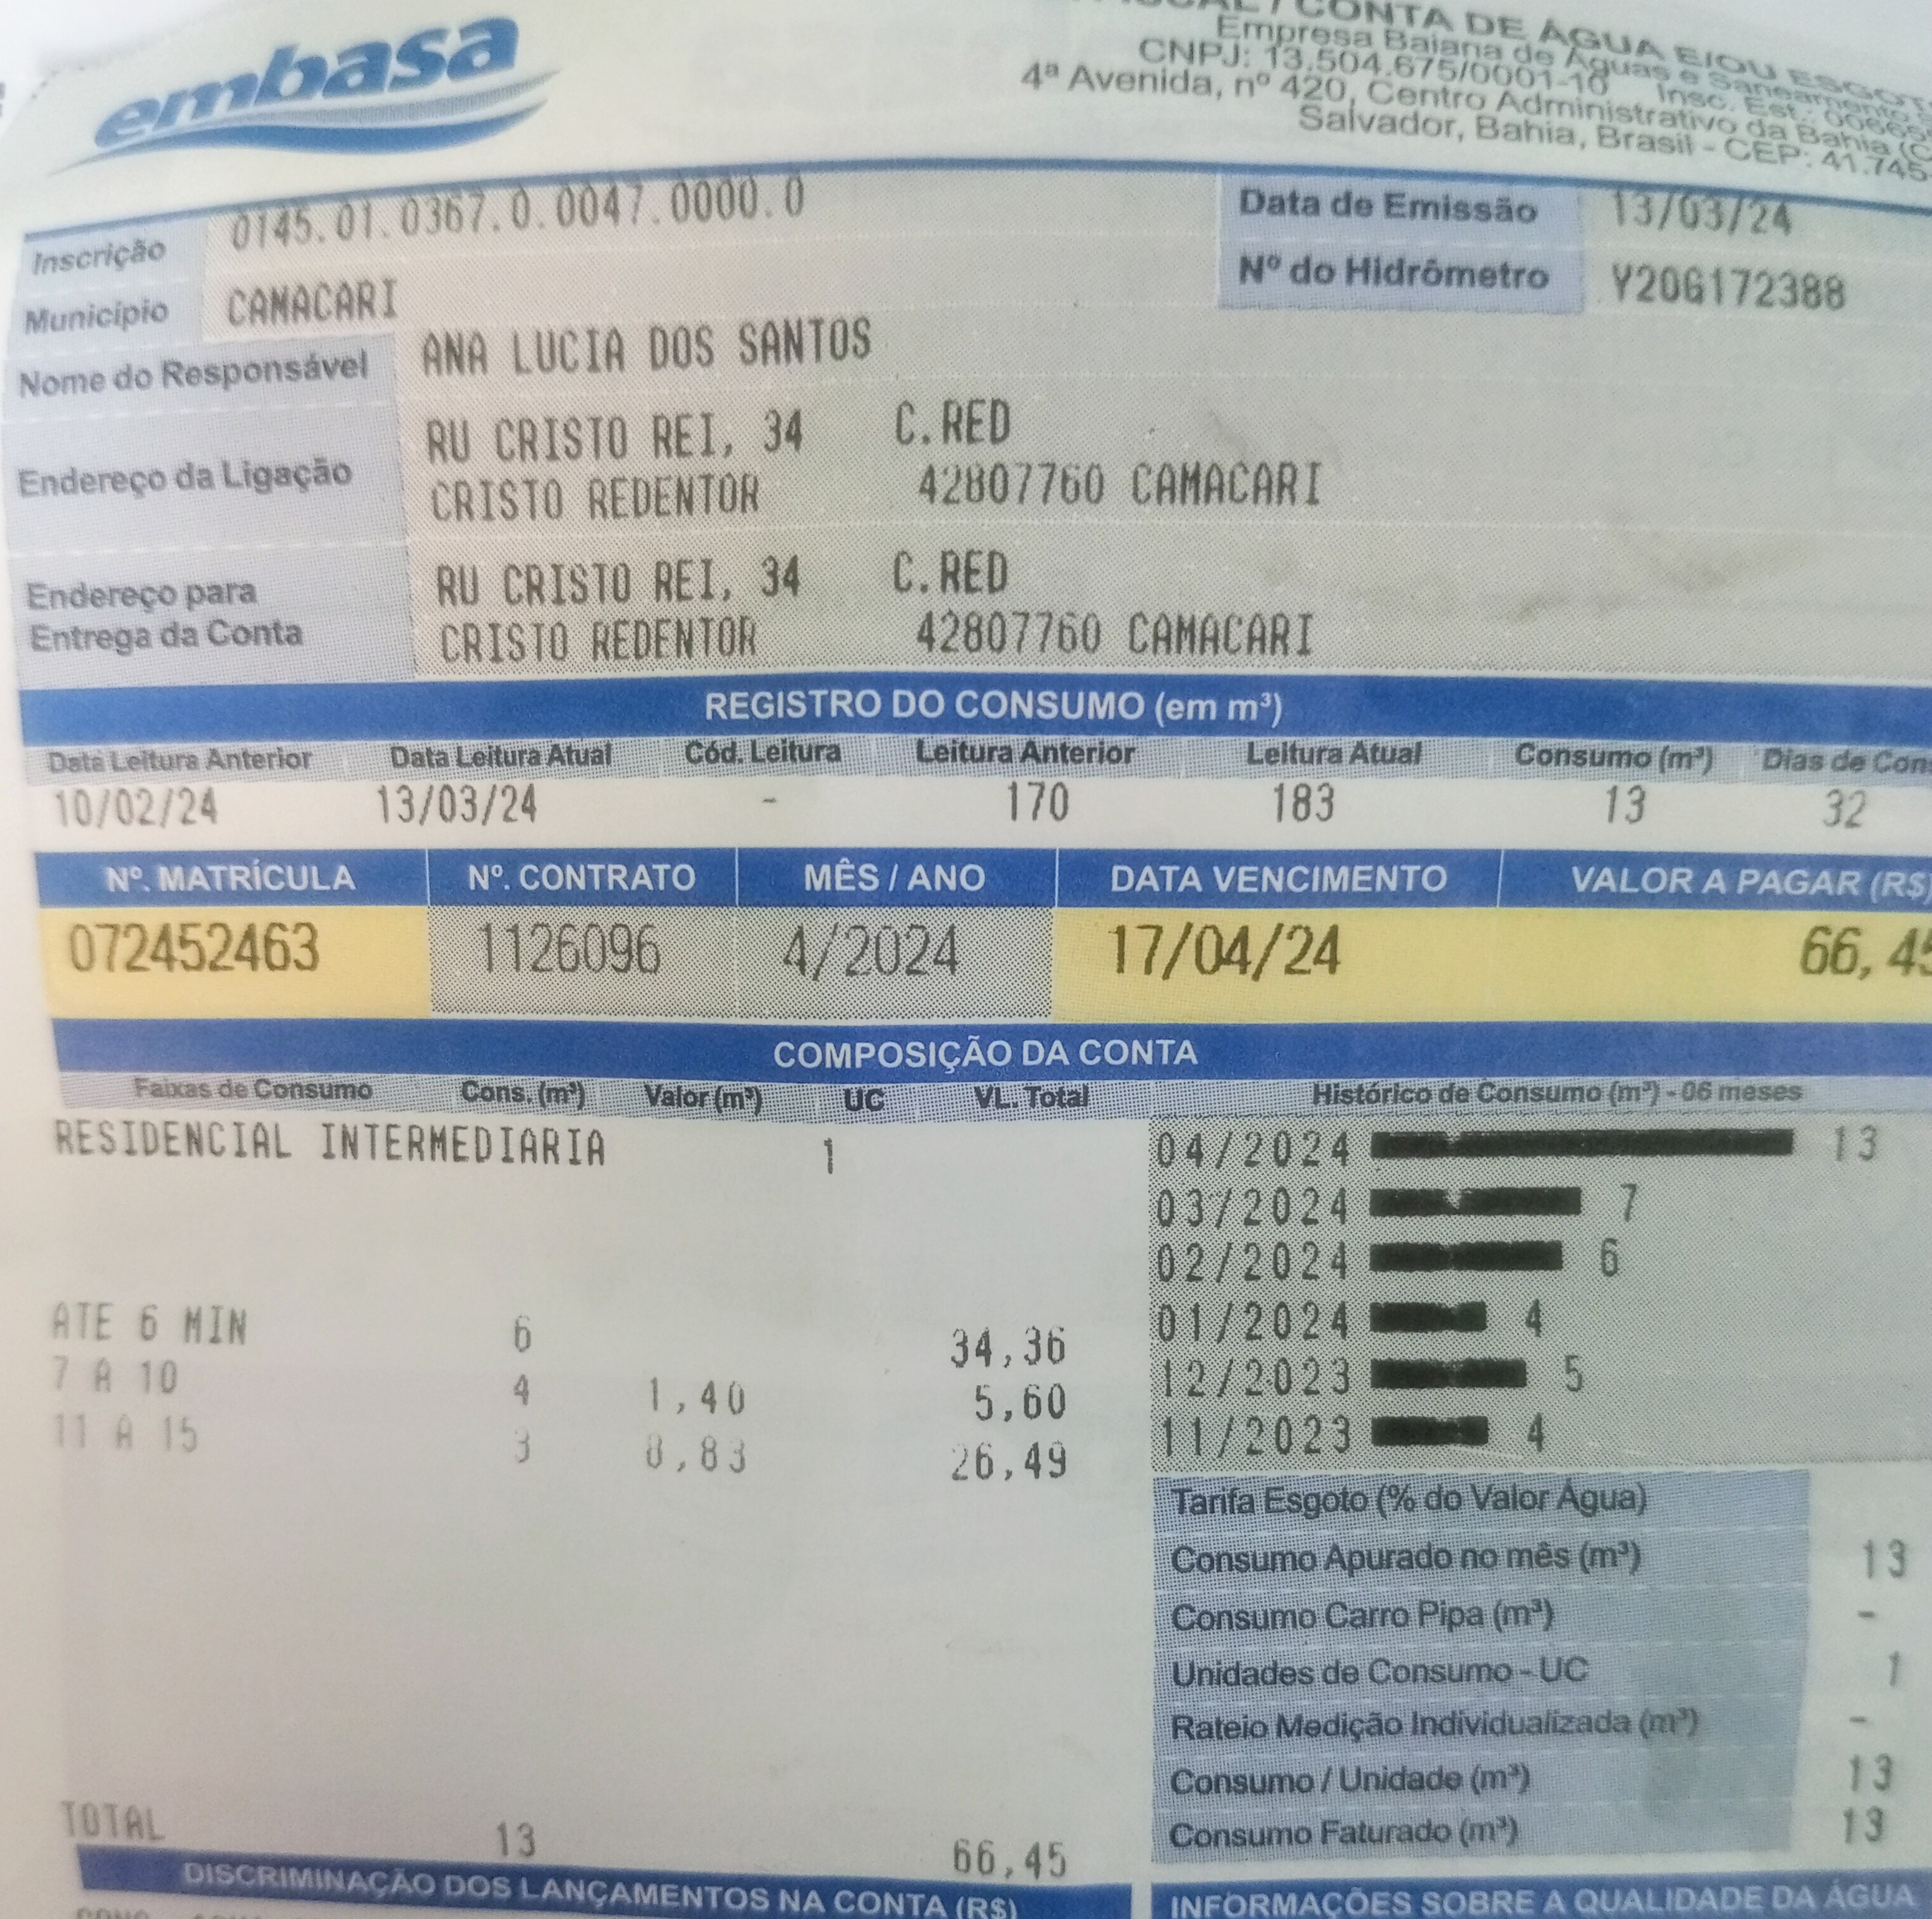 embasa
CONTA DE ÁGUA E/OU
Empresa Baiana de Águas e Saneamento
CNPJ: 13.504.675/0001-10 Insc. Est.:
4ª Avenida, nº 420, Centro Administrativo da Bahia
Salvador, Bahia, Brasil - CEP: 41.745-
Inscrição 0145.01.0367.0.0047.0000.0 Data de Emissão 13/03/24
Município CAMACARI Nº do Hidrômetro Y20G172388
Nome do Responsável ANA LUCIA DOS SANTOS
Endereço da Ligação RU CRISTO REI, 34 C.RED
CRISTO REDENTOR 42807760 CAMACARI
Endereço para RU CRISTO REI, 34 C.RED
Entrega da Conta CRISTO REDENTOR 42807760 CAMACARI
REGISTRO DO CONSUMO (em m³)
Data Leitura Anterior Data Leitura Atual Cód. Leitura Leitura Anterior Leitura Atual Consumo (m³) Dias de
10/02/24 13/03/24 - 170 183 13 32
Nº. MATRÍCULA Nº. CONTRATO MÊS / ANO DATA VENCIMENTO VALOR A PAGAR (R$)
072452463 1126096 4/2024 17/04/24 66,45
COMPOSIÇÃO DA CONTA
Faixas de Consumo Cons. (m³) Valor (m³) UC VL. Total Histórico de Consumo (m³) - 06 meses
RESIDENCIAL INTERMEDIARIA 1 04/2024 13
03/2024 7
02/2024 6
ATE 6 MIN 6 34,36 01/2024 4
7 A 10 4 1,40 5,60 12/2023 5
11 A 15 3 8,83 26,49 11/2023 4
Tarifa Esgoto (% do Valor Água)
Consumo Apurado no mês (m³) 13
Consumo Carro Pipa (m³) -
Unidades de Consumo - UC 1
Rateio Medição Individualizada (m³) -
Consumo / Unidade (m³) 13
Consumo Faturado (m³) 13
TOTAL 13 66,45
DISCRIMINAÇÃO DOS LANÇAMENTOS NA CONTA (R$) INFORMAÇÕES SOBRE A QUALIDADE DA ÁGUA